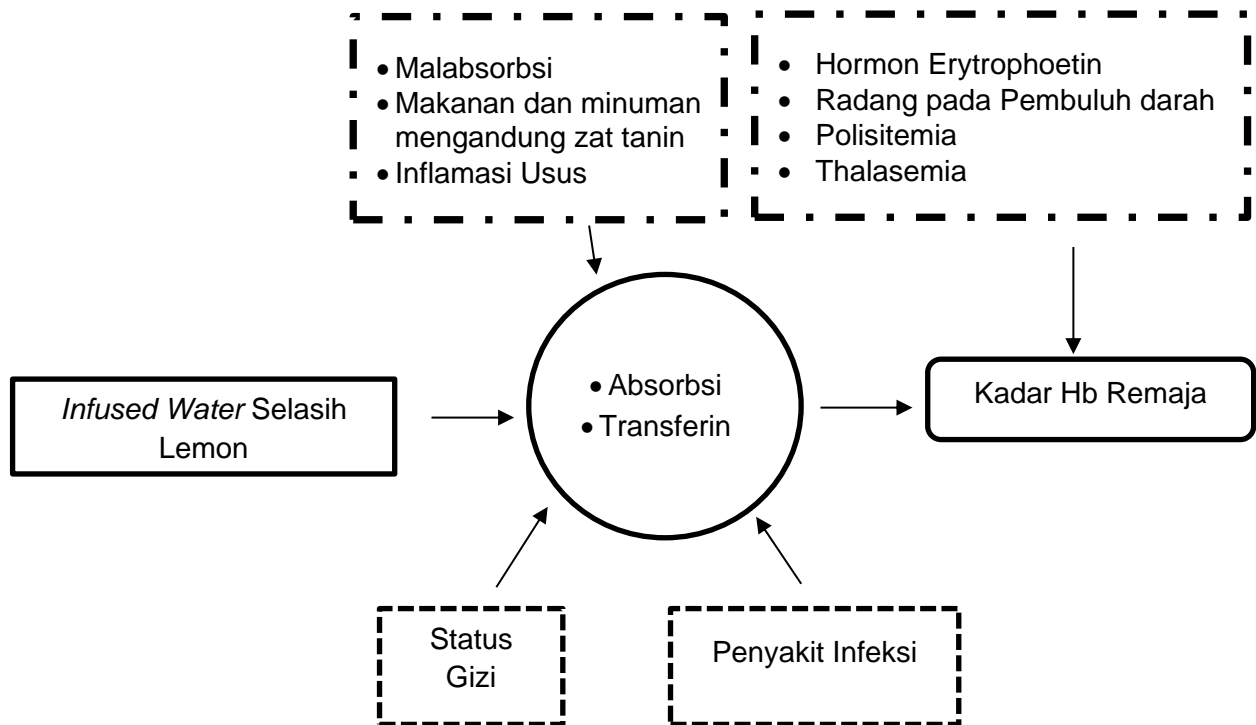 • Malabsorbsi
• Makanan dan minuman
mengandung zat tanin
• Inflamasi Usus
• Hormon Erytrophoetin
• Radang pada Pembuluh darah
• Polisitemia
• Thalasemia
Infused Water Selasih
Lemon
• Absorbsi
• Transferin
Kadar Hb Remaja
Status
Gizi
Penyakit Infeksi